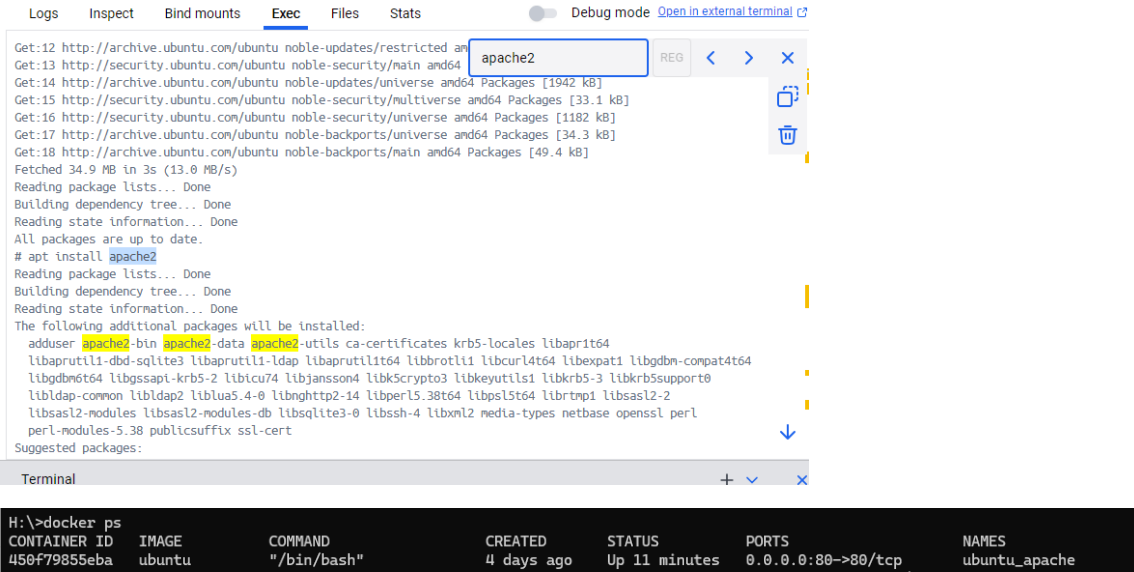 Logs Inspect Bind mounts Exec Files Stats Debug mode Open in external terminal
apache2 REG
Get:12 http://archive.ubuntu.com/ubuntu noble-updates/restricted am
Get:13 http://security.ubuntu.com/ubuntu noble-security/main amd64
Get:14 http://archive.ubuntu.com/ubuntu noble-updates/universe amd64 Packages [1942 kB]
Get:15 http://security.ubuntu.com/ubuntu noble-security/multiverse amd64 Packages [33.1 kB]
Get:16 http://security.ubuntu.com/ubuntu noble-security/universe amd64 Packages [1182 kB]
Get:17 http://archive.ubuntu.com/ubuntu noble-backports/universe amd64 Packages [34.3 kB]
Get:18 http://archive.ubuntu.com/ubuntu noble-backports/main amd64 Packages [49.4 kB]
Fetched 34.9 MB in 3s (13.0 MB/s)
Reading package lists... Done
Building dependency tree... Done
Reading state information... Done
All packages are up to date.
# apt install apache2
Reading package lists... Done
Building dependency tree... Done
Reading state information... Done
The following additional packages will be installed:
adduser apache2-bin apache2-data apache2-utils ca-certificates krb5-locales libapr1t64
libaprutil1-dbd-sqlite3 libaprutil1-ldap libaprutil1t64 libbrotli1 libcurl4t64 libexpat1 libgdbm-compat4t64
libgdbm6t64 libgssapi-krb5-2 libicu74 libjansson4 libk5crypto3 libkeyutils1 libkrb5-3 libkrb5support0
libldap-common libldap2 liblua5.4-0 libnghttp2-14 libperl5.38t64 libpsl5t64 librtmp1 libsasl2-2
libsasl2-modules libsasl2-modules-db libsqlite3-0 libssh-4 libxml2 media-types netbase openssl perl
perl-modules-5.38 publicsuffix ssl-cert
Suggested packages:
Terminal
H:\>docker ps
CONTAINER ID IMAGE COMMAND CREATED STATUS PORTS NAMES
450f79855eba ubuntu "/bin/bash" 4 days ago Up 11 minutes 0.0.0.0:80->80/tcp ubuntu_apache